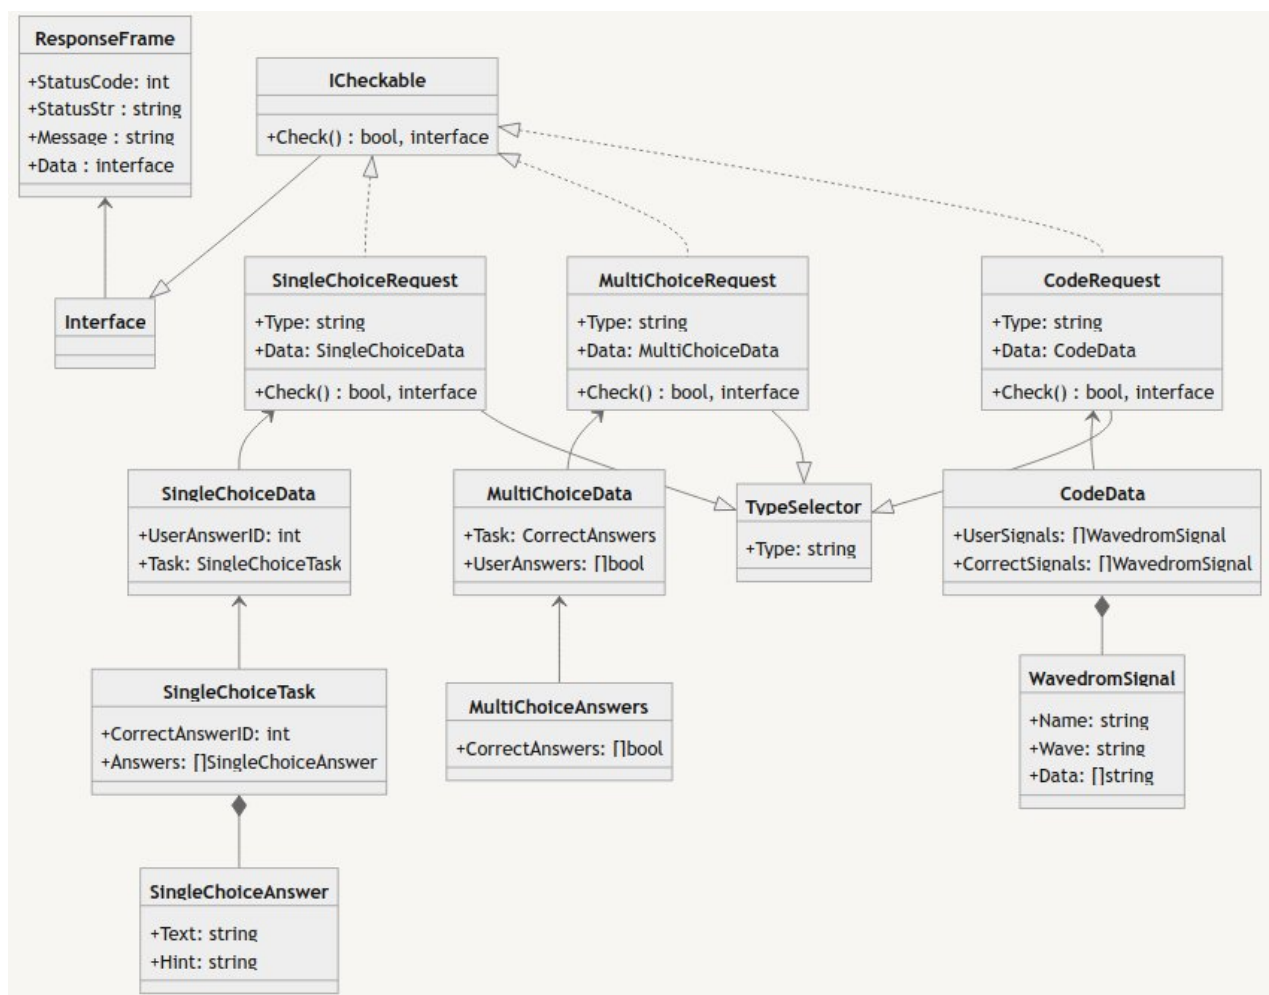 ResponseFrame
+StatusCode: int
+StatusStr : string
+Message : string
+Data : interface
ICheckable
+Check() : bool, interface
Interface
SingleChoiceRequest
+Type: string
+Data: SingleChoiceData
+Check() : bool, interface
MultiChoiceRequest
+Type: string
+Data: MultiChoiceData
+Check() : bool, interface
CodeRequest
+Type: string
+Data: CodeData
+Check() : bool, interface
SingleChoiceData
+UserAnswerID: int
+Task: SingleChoiceTask
MultiChoiceData
+Task: CorrectAnswers
+UserAnswers: []bool
TypeSelector
+Type: string
CodeData
+UserSignals: []WavedromSignal
+CorrectSignals: []WavedromSignal
SingleChoiceTask
+CorrectAnswerID: int
+Answers: []SingleChoiceAnswer
MultiChoiceAnswers
+CorrectAnswers: []bool
WavedromSignal
+Name: string
+Wave: string
+Data: []string
SingleChoiceAnswer
+Text: string
+Hint: string